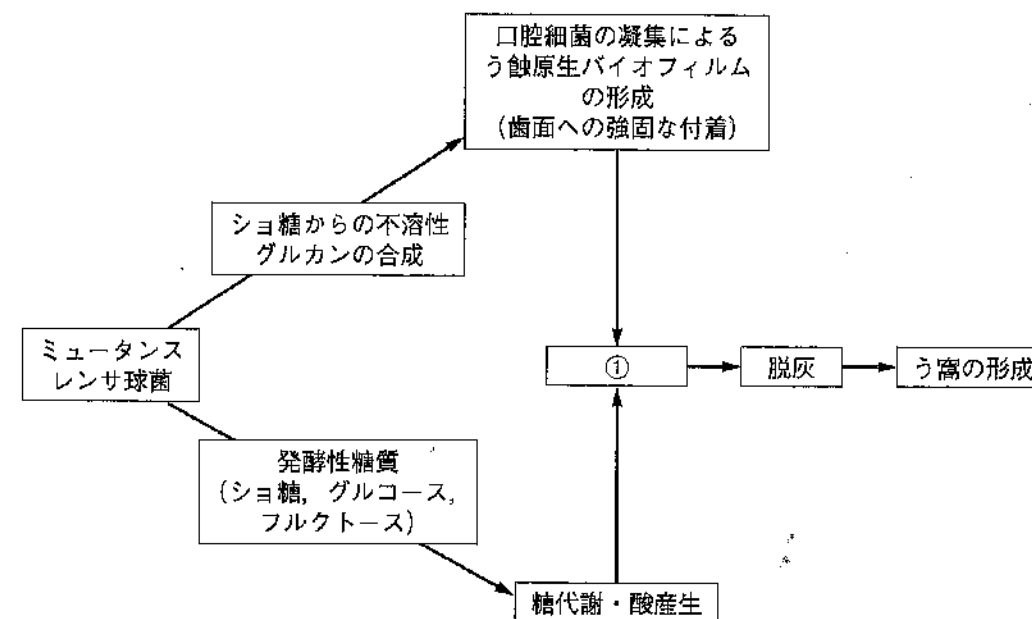 口腔細菌の凝集による
う蝕原生バイオフィルム
の形成
(歯面への強固な付着)
ショ糖からの不溶性
グルカンの合成
ミュータンス
レンサ球菌
①
脱灰
う窩の形成
発酵性糖質
(ショ糖,グルコース,
フルクトース)
糖代謝・酸産生